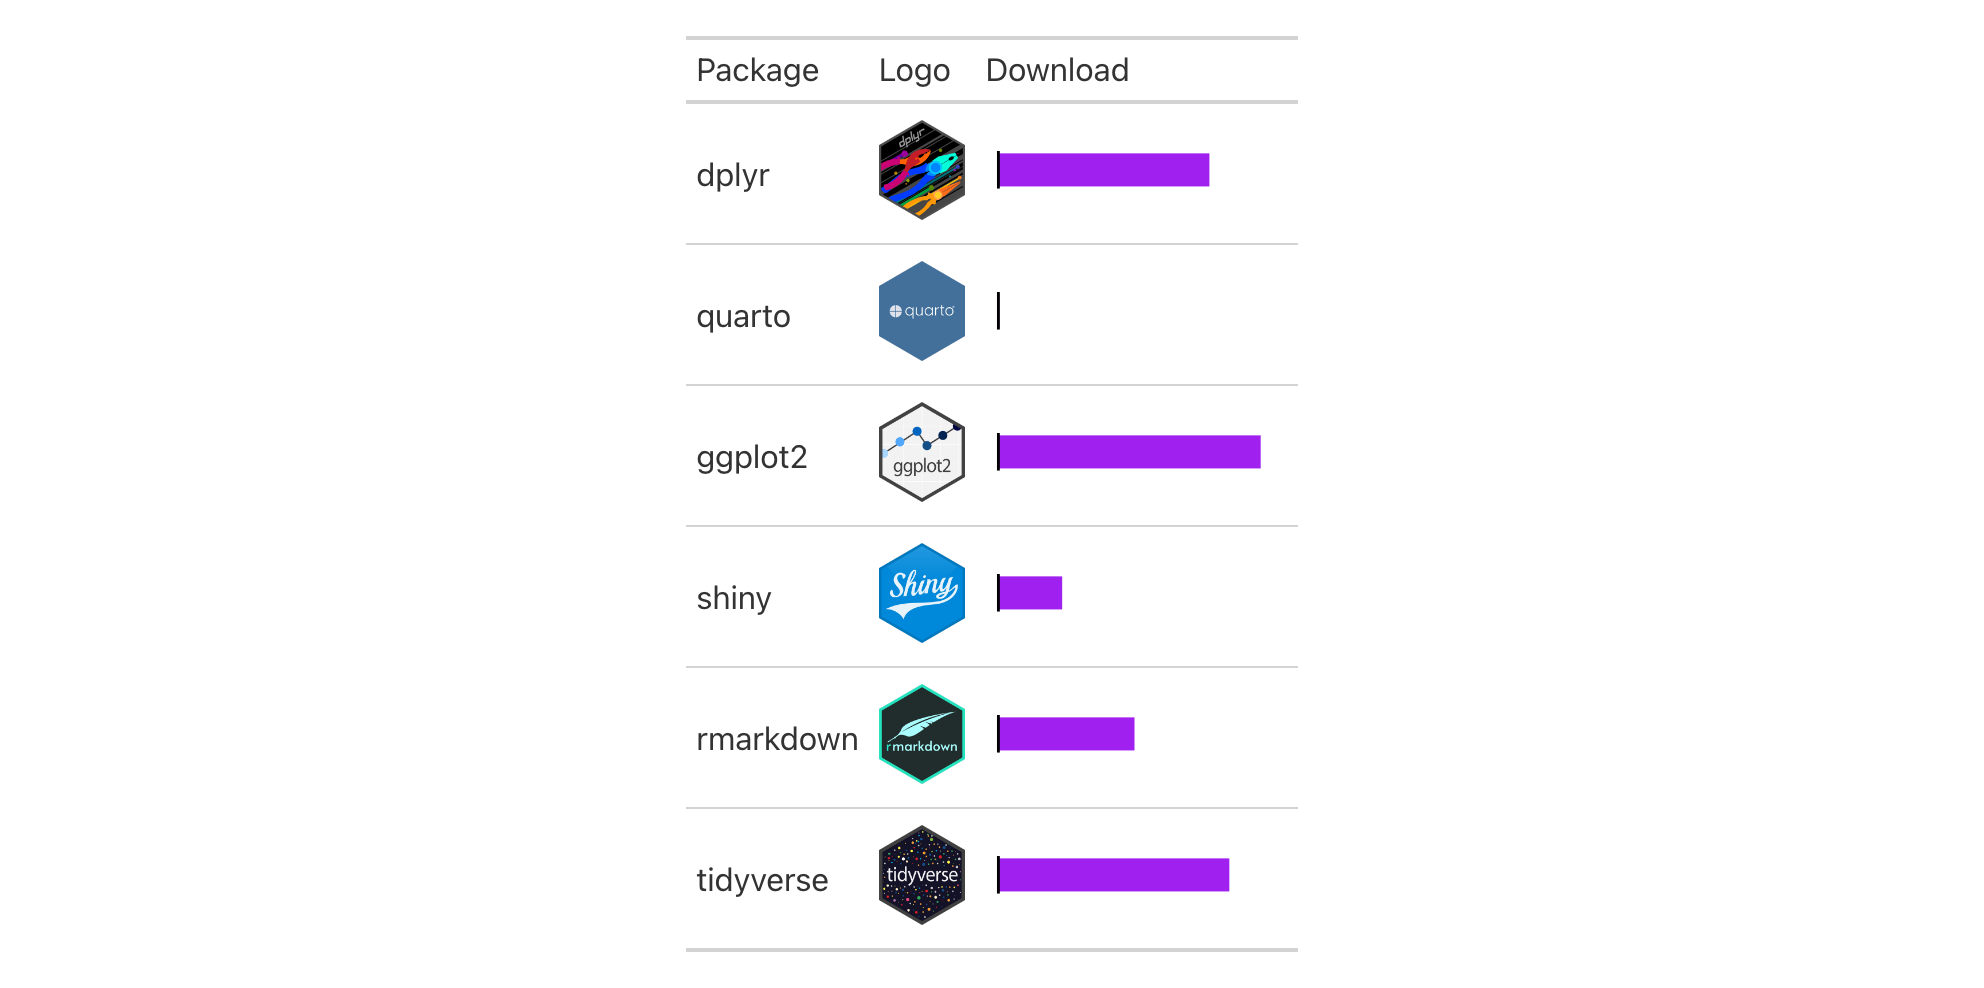 Package Logo Download
dplyr
dplyr
quarto
quarto
ggplot2
ggplot2
shiny
Shiny
rmarkdown
rmarkdown
tidyverse
tidyverse